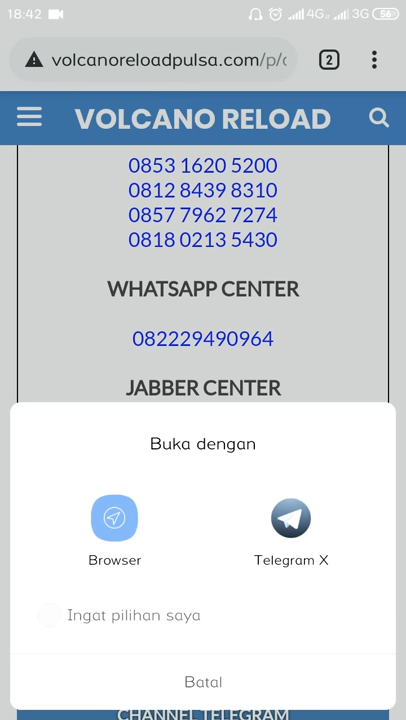 18:42
4G
3G
56
volcanoreloadpulsa.com/p/c
2
VOLCANO RELOAD
0853 1620 5200
0812 8439 8310
0857 7962 7274
0818 0213 5430
WHATSAPP CENTER
082229490964
JABBER CENTER
Buka dengan
Browser
Telegram X
Ingat pilihan saya
Batal
CHANNEL TELEGRAM